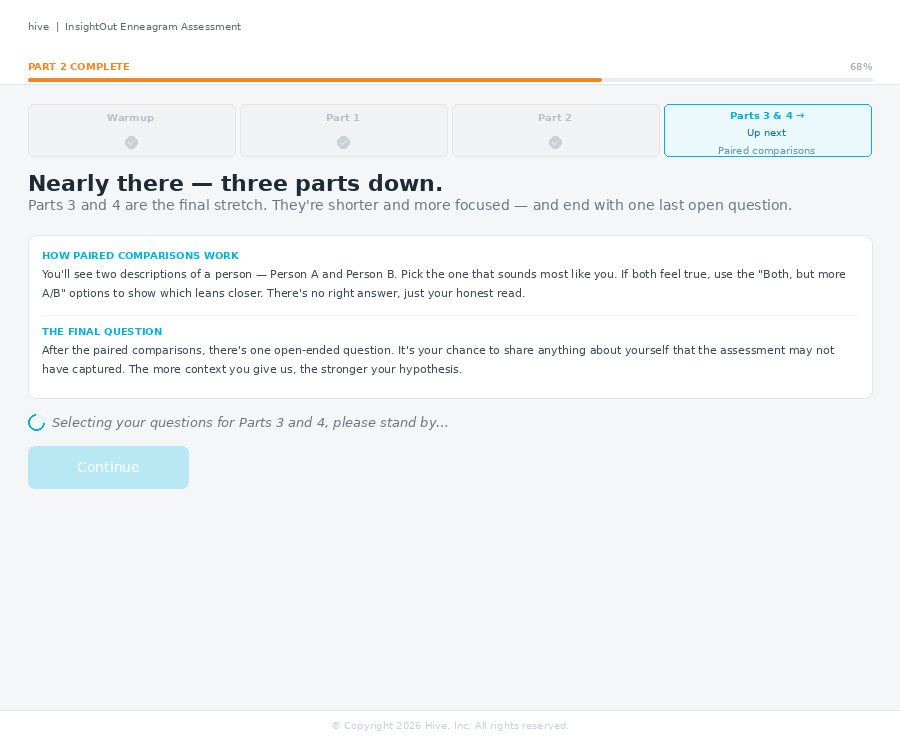 hive | InsightOut Enneagram Assessment
PART 2 COMPLETE
68%
Warmup
Part 1
Part 2
Parts 3 & 4 →
Up next
Paired comparisons
Nearly there — three parts down.
Parts 3 and 4 are the final stretch. They're shorter and more focused — and end with one last open question.
HOW PAIRED COMPARISONS WORK
You'll see two descriptions of a person — Person A and Person B. Pick the one that sounds most like you. If both feel true, use the "Both, but more
A/B" options to show which leans closer. There's no right answer, just your honest read.
THE FINAL QUESTION
After the paired comparisons, there's one open-ended question. It's your chance to share anything about yourself that the assessment may not
have captured. The more context you give us, the stronger your hypothesis.
Selecting your questions for Parts 3 and 4, please stand by...
Continue
© Copyright 2026 Hive, Inc. All rights reserved.